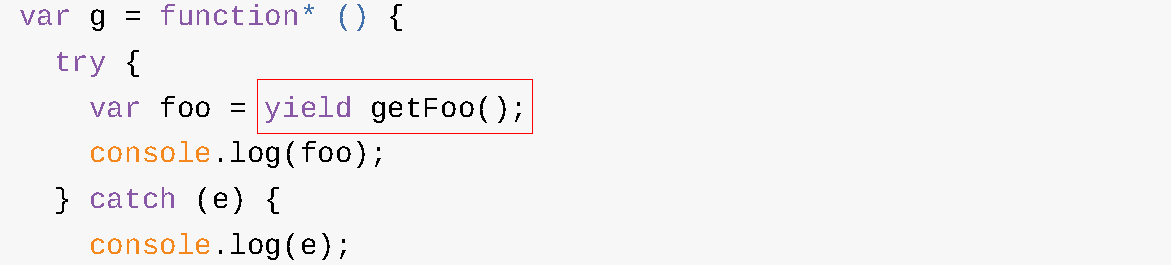 var g = function* () {
try {
var foo = yield getFoo();
console.log(foo);
} catch (e) {
console.log(e);